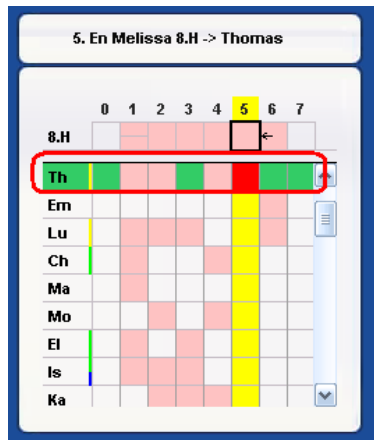 5. En Melissa 8.H -> Thomas
0 1 2 3 4 5 6 7
8.H
Th
Em
Lu
Ch
Ma
Mo
El
Is
Ka